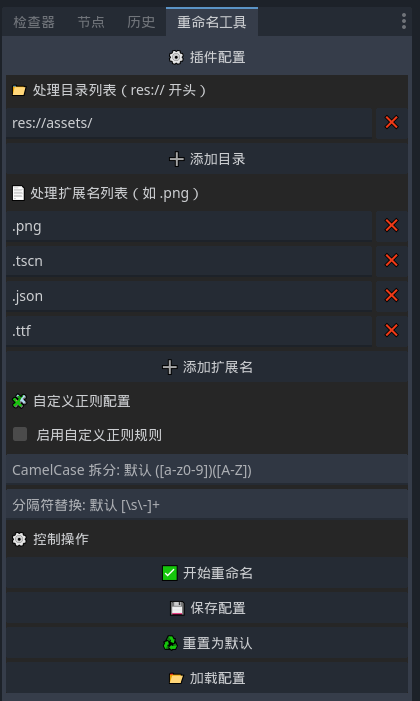 检查器 节点 历史 重命名工具
⚙️ 插件配置
📂 处理目录列表（res:// 开头）
res://assets/ ❌
➕ 添加目录
📄 处理扩展名列表（如 .png）
.png ❌
.tscn ❌
.json ❌
.ttf ❌
➕ 添加扩展名
🧩 自定义正则配置
启用自定义正则规则
CamelCase 拆分: 默认 ([a-z0-9])([A-Z])
分隔符替换: 默认 [\s\-]+
⚙️ 控制操作
✅ 开始重命名
💾 保存配置
♻️ 重置为默认
📂 加载配置